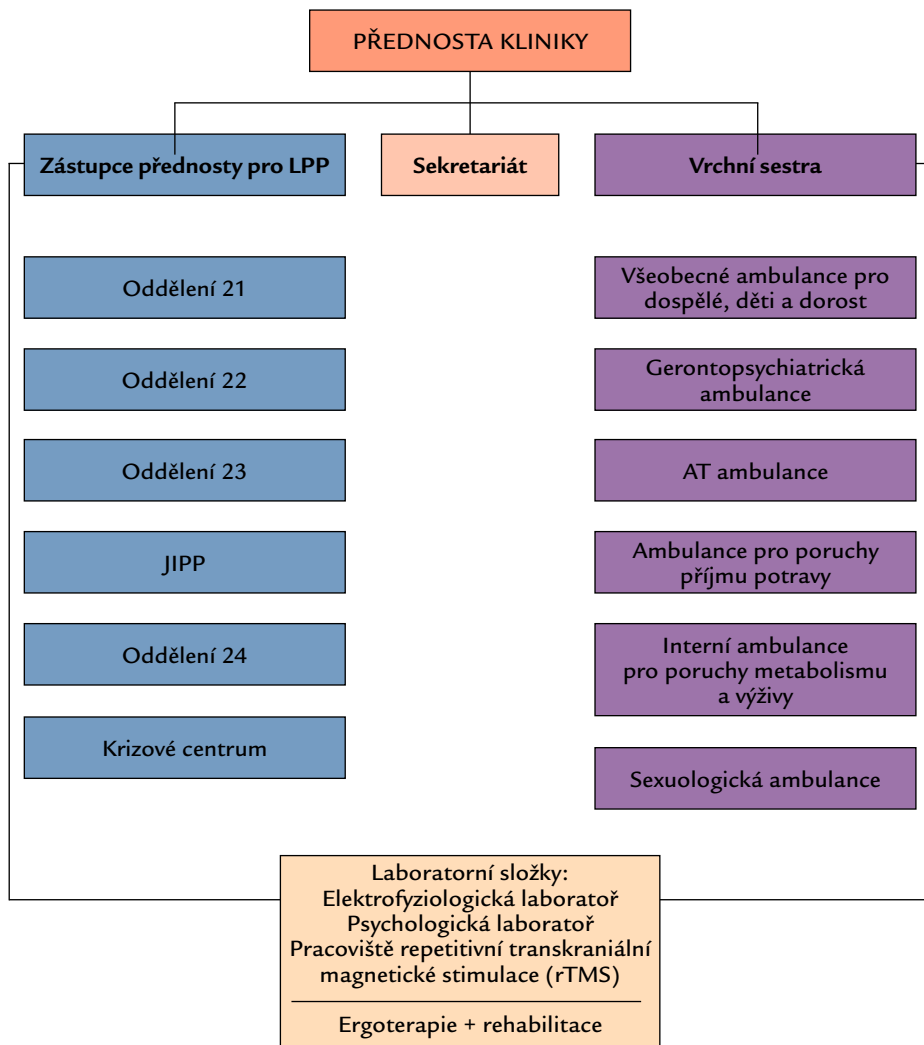 PŘEDNOSTA KLINIKY
Zástupce přednosty pro LPP
Sekretariát
Vrchní sestra
Oddělení 21
Všeobecné ambulance pro
dospělé, děti a dorost
Oddělení 22
Gerontopsychiatrická
ambulance
Oddělení 23
AT ambulance
JIPP
Ambulance pro poruchy
příjmu potravy
Oddělení 24
Interní ambulance
pro poruchy metabolismu
a výživy
Krizové centrum
Sexuologická ambulance
Laboratorní složky:
Elektrofyziologická laboratoř
Psychologická laboratoř
Pracoviště repetitivní transkraniální
magnetické stimulace (rTMS)
Ergoterapie + rehabilitace